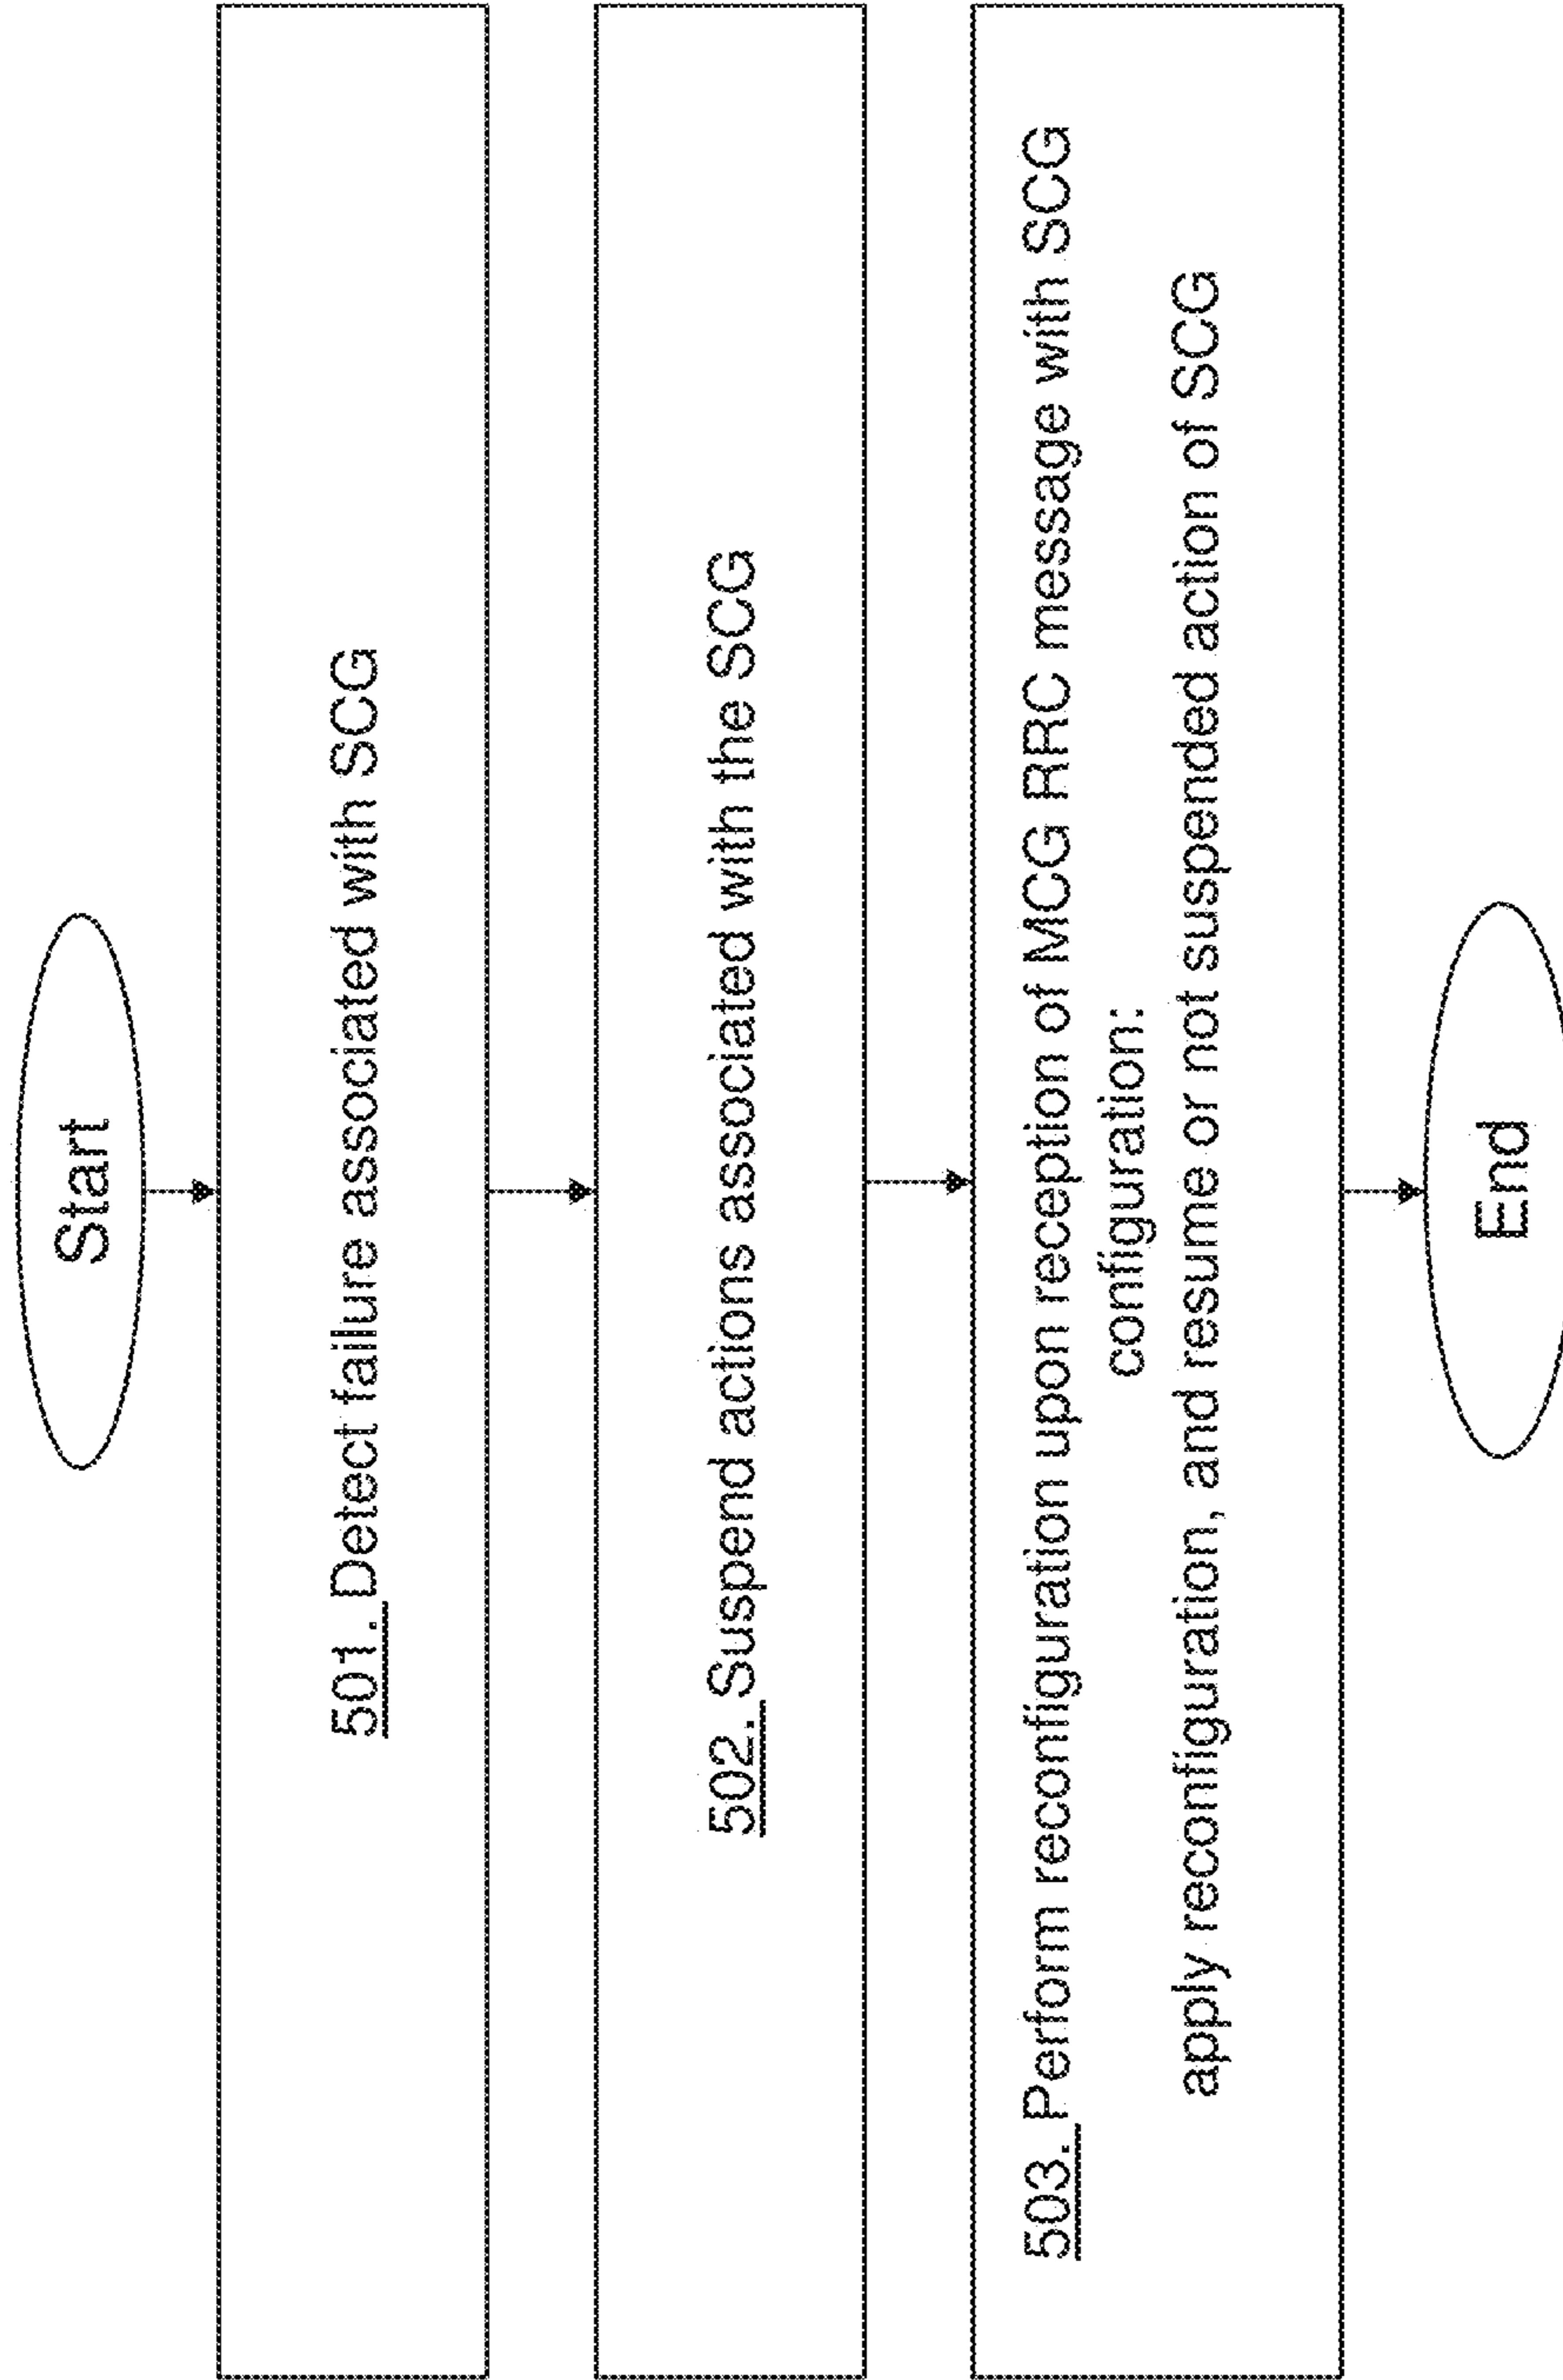 Start
501. Detect failure associated with SCG
502. Suspend actions associated with the SCG
503. Perform reconfiguration upon reception of MCG RRC message with SCG
configuration:
apply reconfiguration, and resume or not suspended action of SCG
End